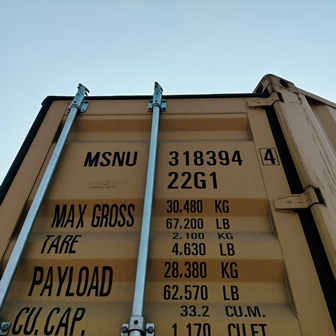 MSNU 318394 4
22G1
MAX GROSS 30.480 KG
67,200 LB
TARE 2.100 KG
4,630 LB
PAYLOAD 28.380 KG
62,570 LB
CU. CAP. 33.2 CU.M.
1,170 CU.FT.